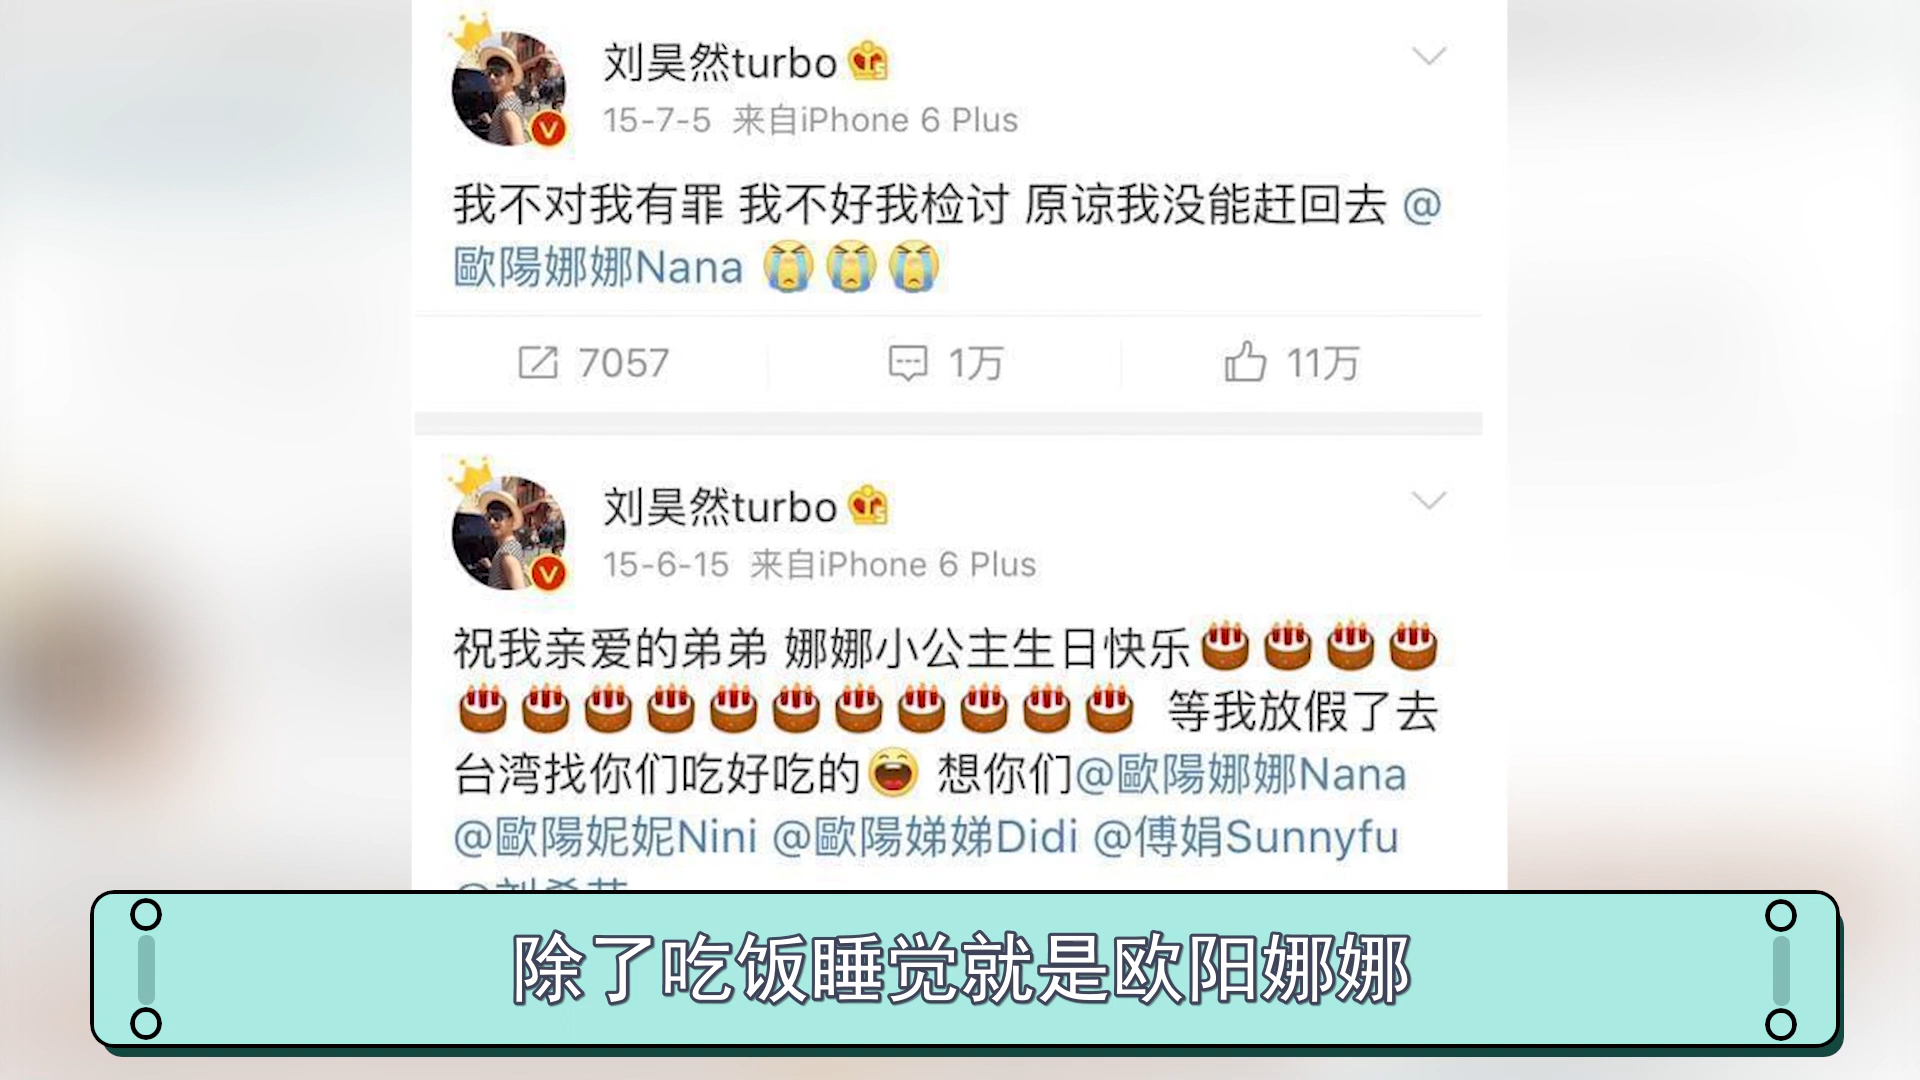 刘昊然turbo
15-7-5 来自iPhone 6 Plus
我不对我有罪 我不好我检讨 原谅我没能赶回去 @
歐陽娜娜Nana 😭😭😭
7057 1万 11万
刘昊然turbo
15-6-15 来自iPhone 6 Plus
祝我亲爱的弟弟 娜娜小公主生日快乐🎂🎂🎂🎂
🎂🎂🎂🎂🎂🎂🎂🎂🎂🎂🎂 等我放假了去
台湾找你们吃好吃的😄 想你们@歐陽娜娜Nana
@歐陽妮妮Nini @歐陽娣娣Didi @傅娟Sunnyfu
除了吃饭睡觉就是欧阳娜娜